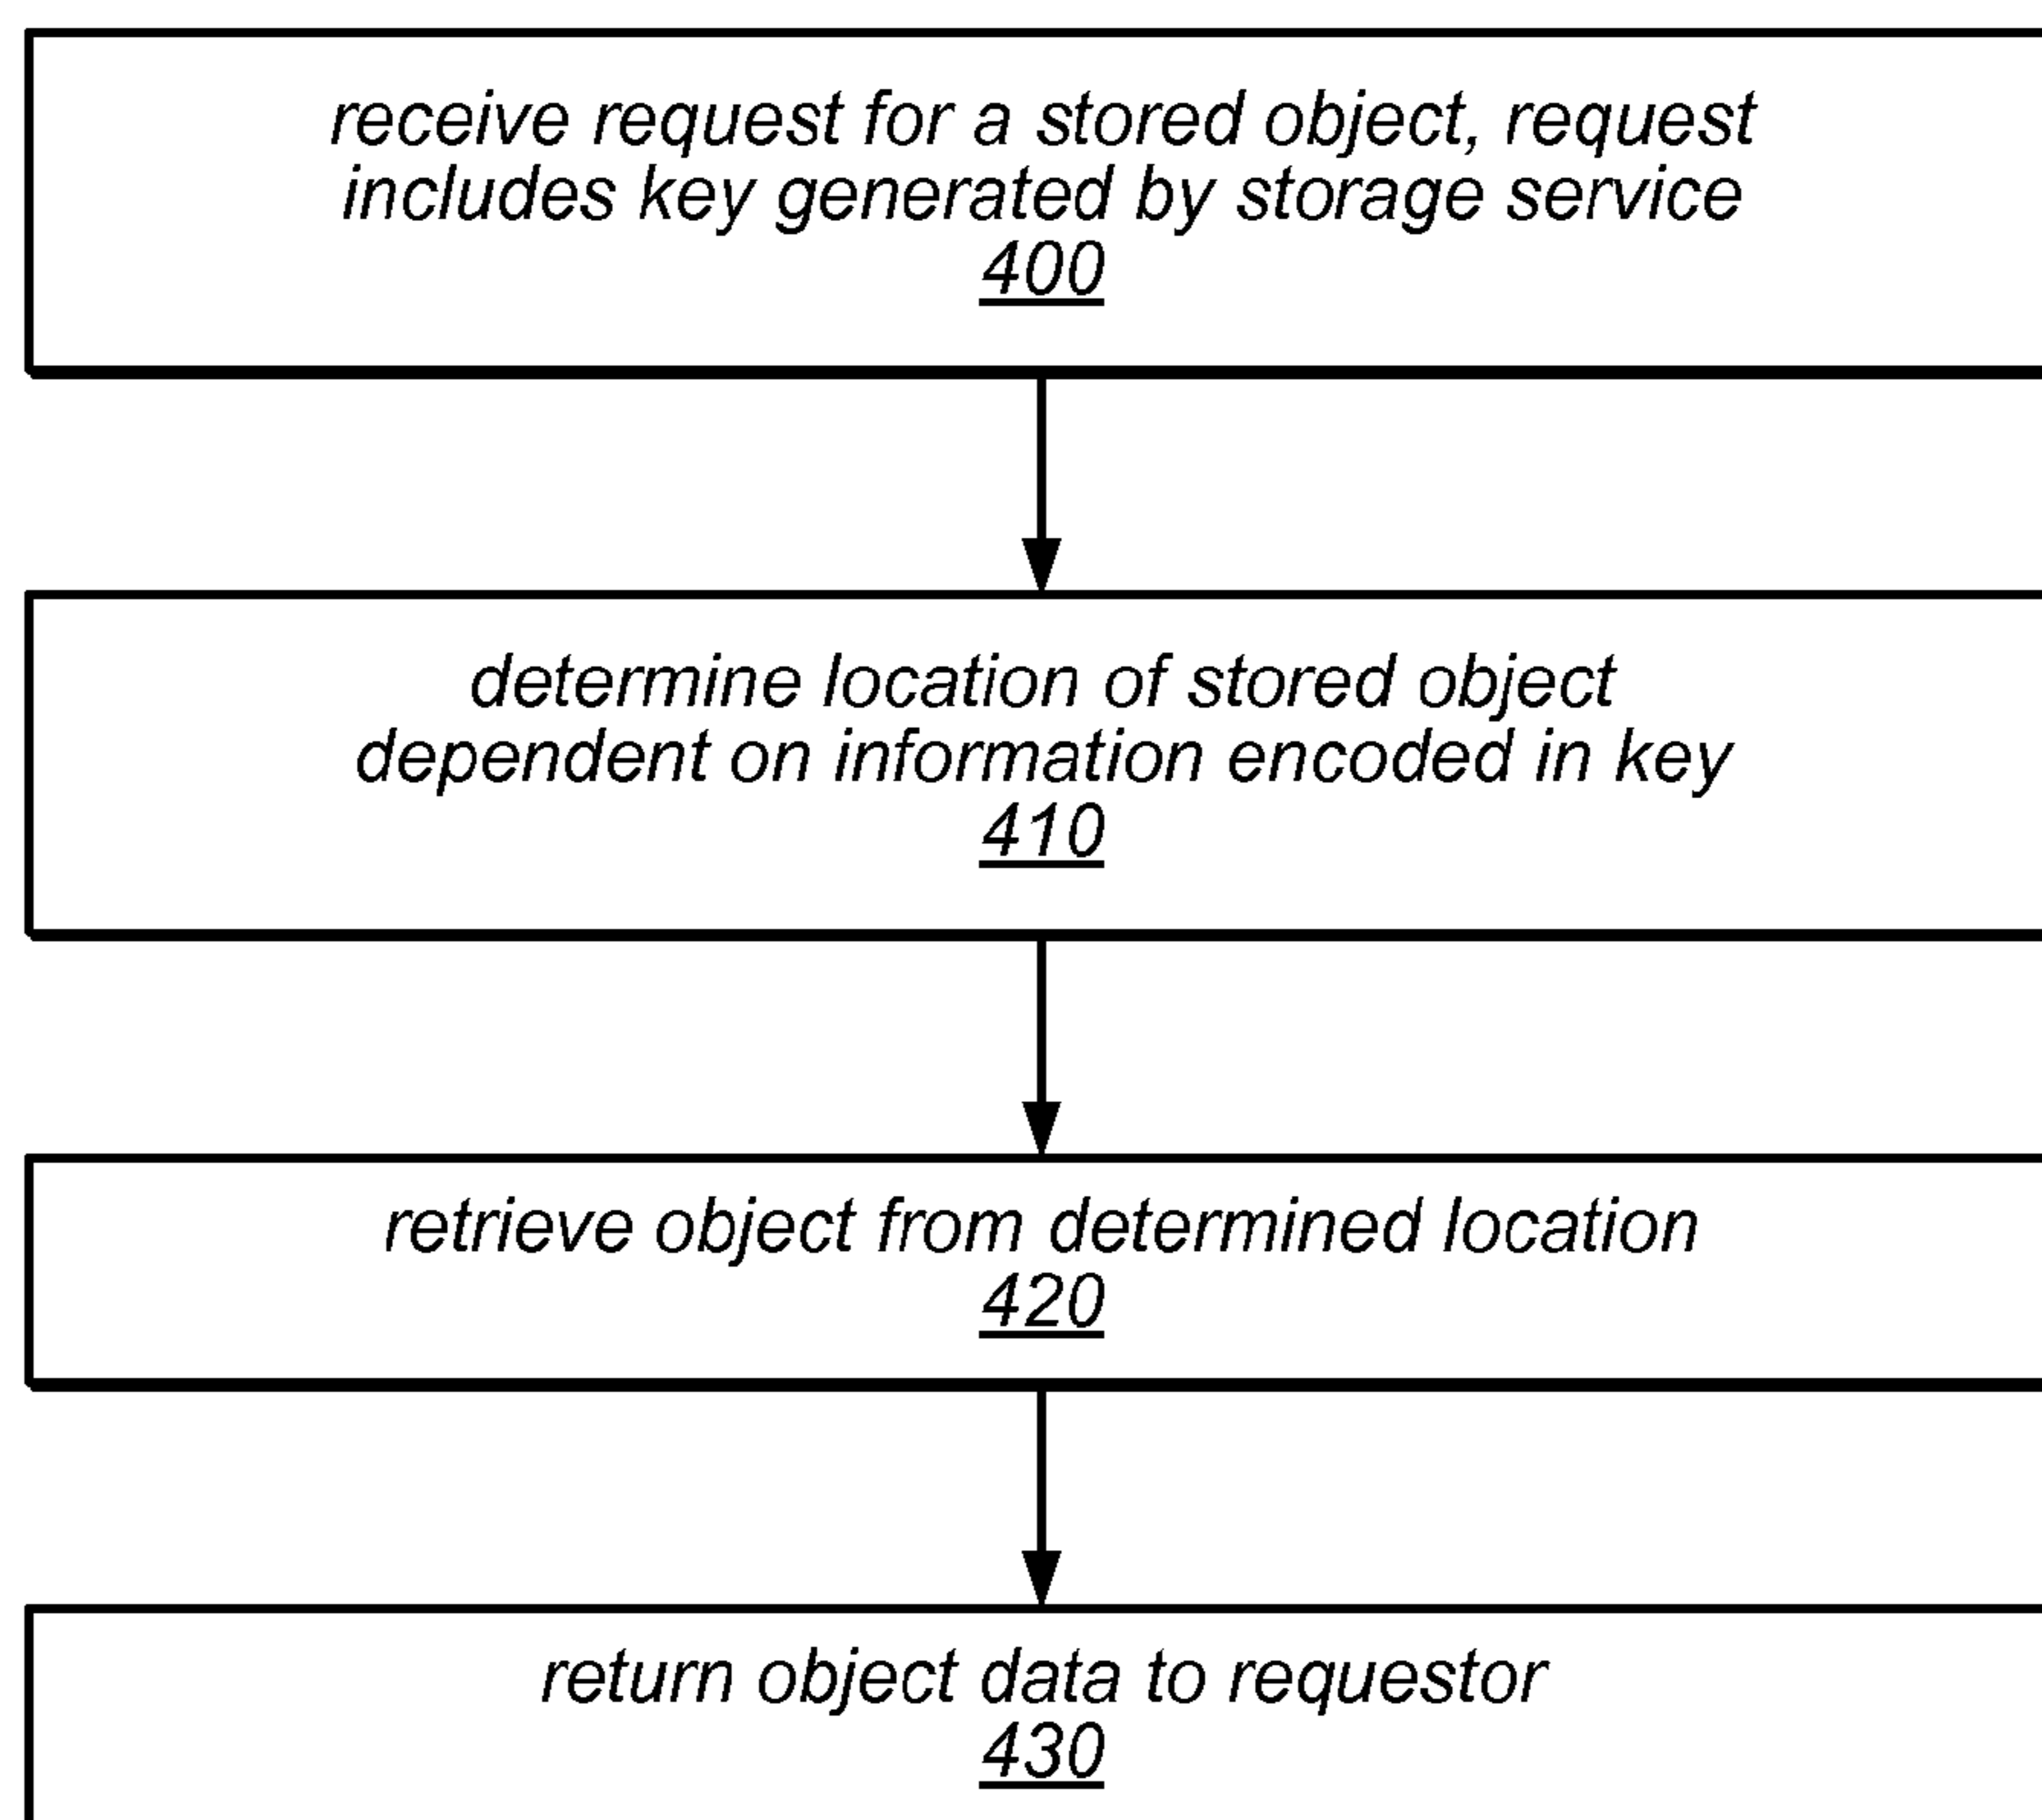 receive request for a stored object, request
includes key generated by storage service
400
determine location of stored object
dependent on information encoded in key
410
retrieve object from determined location
420
return object data to requestor
430